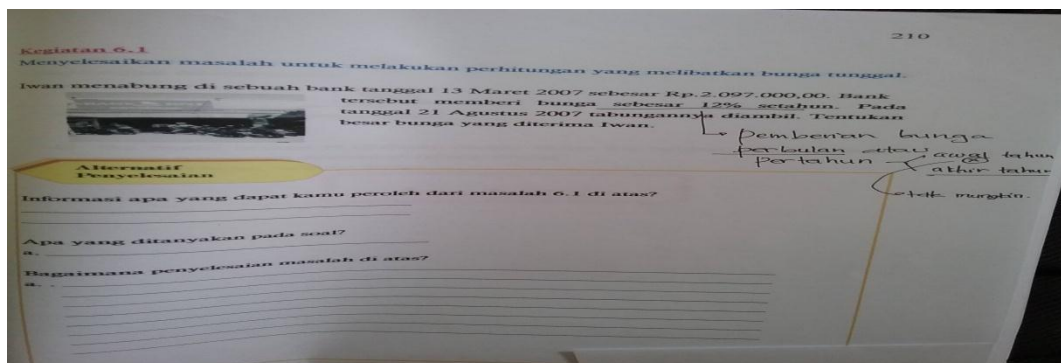 210
Kegiatan 6.1
Menyelesaikan masalah untuk melakukan perhitungan yang melibatkan bunga tunggal.
Iwan menabung di sebuah bank tanggal 13 Maret 2007 sebesar Rp.2.097.000,00. Bank
tersebut memberi bunga sebesar 12% setahun. Pada
tanggal 21 Agustus 2007 tabungannya diambil. Tentukan
besar bunga yang diterima Iwan.
pemberian bunga
perbulan atau
pertahun
awal tahun
akhir tahun
tdk mungkin.
Alternatif
Penyelesaian
Informasi apa yang dapat kamu peroleh dari masalah 6.1 di atas?
Apa yang ditanyakan pada soal?
a.
Bagaimana penyelesaian masalah di atas?
a. .